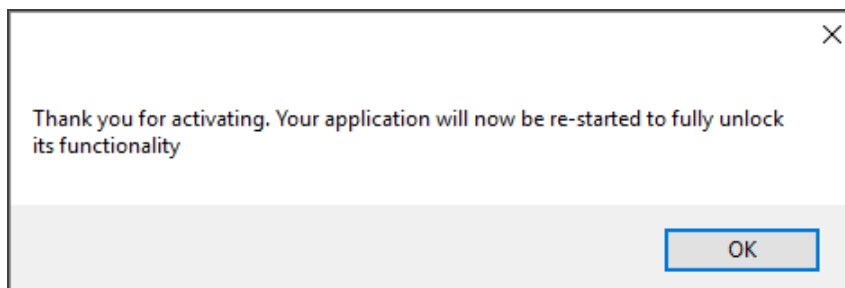 Thank you for activating. Your application will now be re-started to fully unlock
its functionality
OK